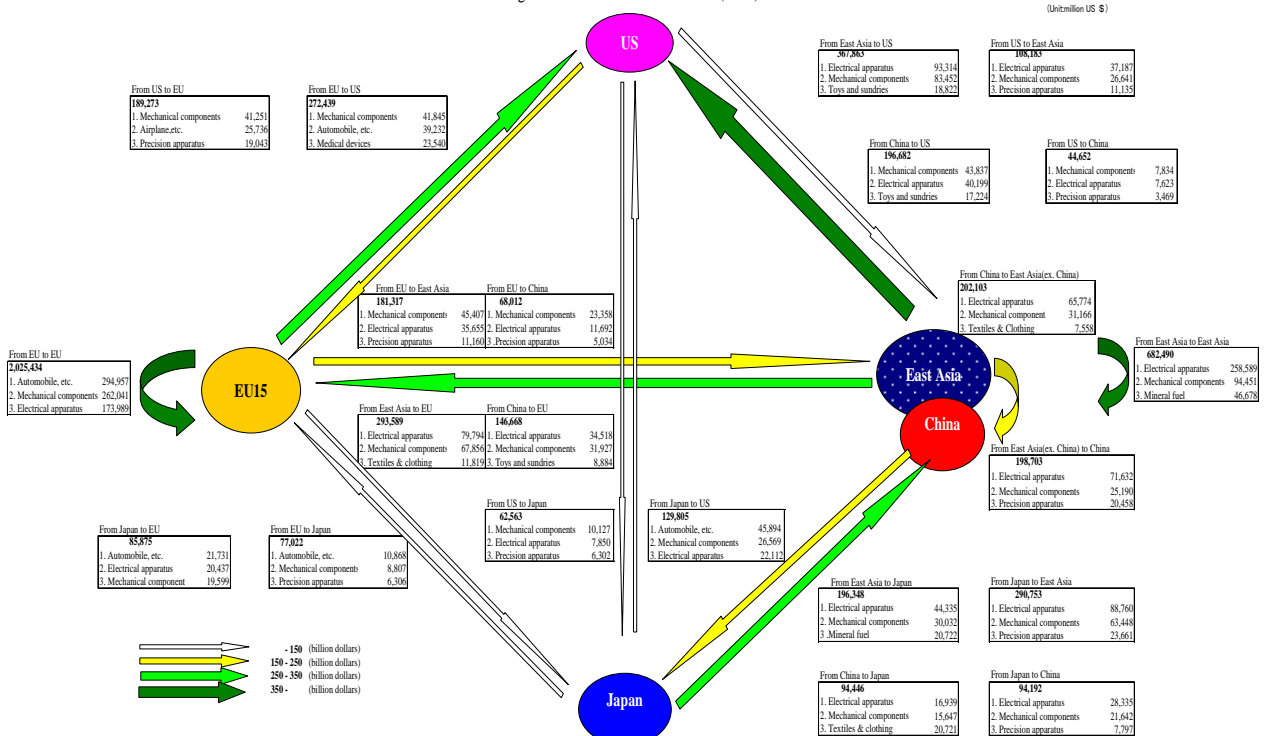 (Unit:million US $)
US
From East Asia to US
367,863
1. Electrical apparatus 93,314
2. Mechanical components 83,452
3. Toys and sundries 18,822
From US to East Asia
108,183
1. Electrical apparatus 37,187
2. Mechanical components 26,641
3. Precision apparatus 11,135
From US to EU
189,273
1. Mechanical components 41,251
2. Airplane,etc. 25,736
3. Precision apparatus 19,043
From EU to US
272,439
1. Mechanical components 41,845
2. Automobile, etc. 39,232
3. Medical devices 23,540
From China to US
196,682
1. Mechanical components 43,837
2. Electrical apparatus 40,199
3. Toys and sundries 17,224
From US to China
44,652
1. Mechanical components 7,834
2. Electrical apparatus 7,623
3. Precision apparatus 3,469
From China to East Asia(ex. China)
202,103
1. Electrical apparatus 65,774
2. Mechanical component 31,166
3. Textiles & Clothing 7,558
From EU to East Asia
181,317
1. Mechanical components 45,407
2. Electrical apparatus 35,655
3. Precision apparatus 11,160
From EU to China
68,012
1. Mechanical components 23,358
2. Electrical apparatus 11,692
3 .Precision apparatus 5,034
From EU to EU
2,025,434
1. Automobile, etc. 294,957
2. Mechanical components 262,041
3. Electrical apparatus 173,989
EU15
East Asia
China
From East Asia to East Asia
682,490
1. Electrical apparatus 258,589
2. Mechanical components 94,451
3. Mineral fuel 46,678
From East Asia to EU
293,589
1. Electrical apparatus 79,794
2. Mechanical components 67,856
3. Textiles & clothing 11,819
From China to EU
146,668
1. Electrical apparatus 34,518
2. Mechanical components 31,927
3. Toys and sundries 8,884
From East Asia(ex. China) to China
198,703
1. Electrical apparatus 71,632
2. Mechanical components 25,190
3. Precision apparatus 20,458
From US to Japan
62,563
1. Mechanical components 10,127
2. Electrical apparatus 7,850
3. Precision apparatus 6,302
From Japan to US
129,805
1. Automobile, etc. 45,894
2. Mechanical components 26,569
3. Electrical apparatus 22,112
From Japan to EU
85,875
1. Automobile, etc. 21,731
2. Electrical apparatus 20,437
3. Mechanical component 19,599
From EU to Japan
77,022
1. Automobile, etc. 10,868
2. Mechanical components 8,807
3. Precision apparatus 6,306
From East Asia to Japan
196,348
1. Electrical apparatus 44,335
2. Mechanical components 30,032
3 .Mineral fuel 20,722
From Japan to East Asia
290,753
1. Electrical apparatus 88,760
2. Mechanical components 63,448
3. Precision apparatus 23,661
- 150 (billion dollars)
150 - 250 (billion dollars)
250 - 350 (billion dollars)
350 - (billion dollars)
Japan
From China to Japan
94,446
1. Electrical apparatus 16,939
2. Mechanical components 15,647
3. Textiles & clothing 20,721
From Japan to China
94,192
1. Electrical apparatus 28,335
2. Mechanical components 21,642
3. Precision apparatus 7,797